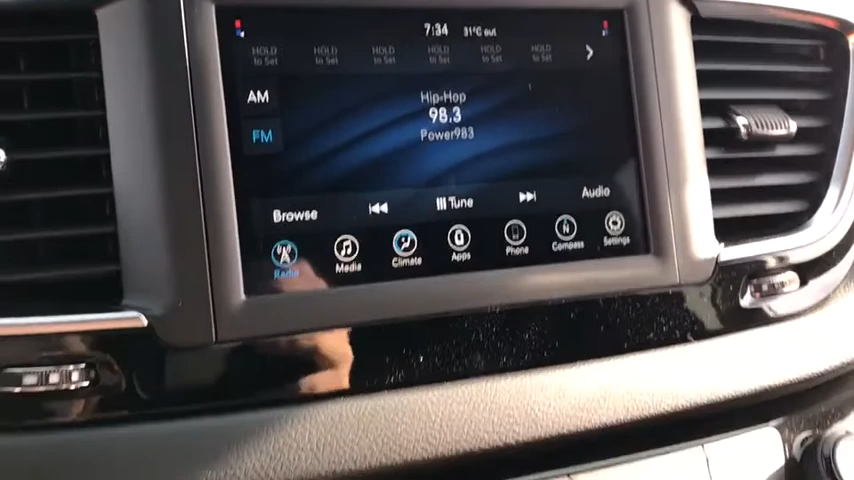 7:34 31°C out
HOLD to Set HOLD to Set HOLD to Set HOLD to Set HOLD to Set HOLD to Set
AM
FM
Hip-Hop
98.3
Power983
Browse Tune Audio
Radio Media Climate Apps Phone Compass Settings